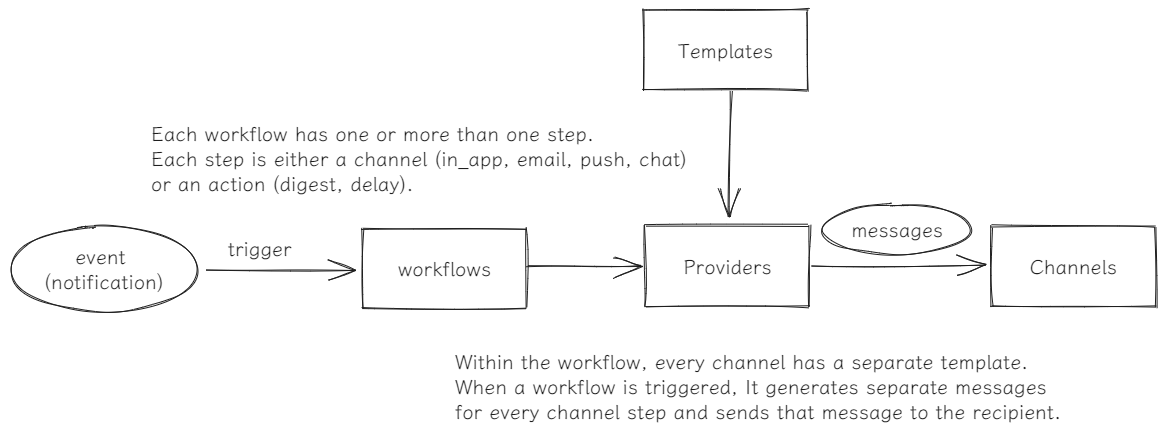 Templates
Each workflow has one or more than one step.
Each step is either a channel (in_app, email, push, chat)
or an action (digest, delay).
event
(notification)
trigger
workflows
Providers
messages
Channels
Within the workflow, every channel has a separate template.
When a workflow is triggered, It generates separate messages
for every channel step and sends that message to the recipient.